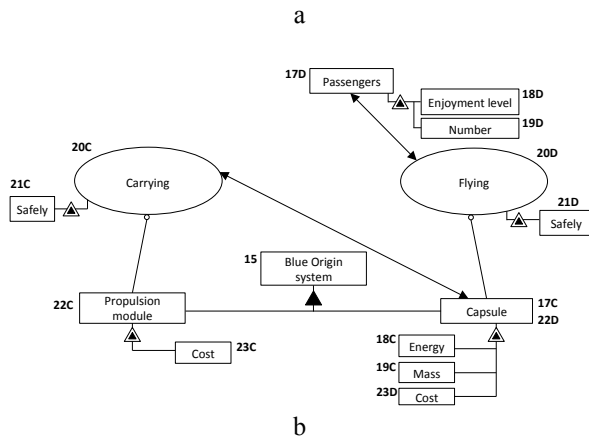 a
17D
Passengers
18D
Enjoyment level
19D
Number
20C
20D
Carrying
Flying
21C
Safely
21D
Safely
15
Blue Origin
system
22C
Propulsion
module
Capsule
17C
22D
23C
Cost
18C
Energy
19C
Mass
23D
Cost
b